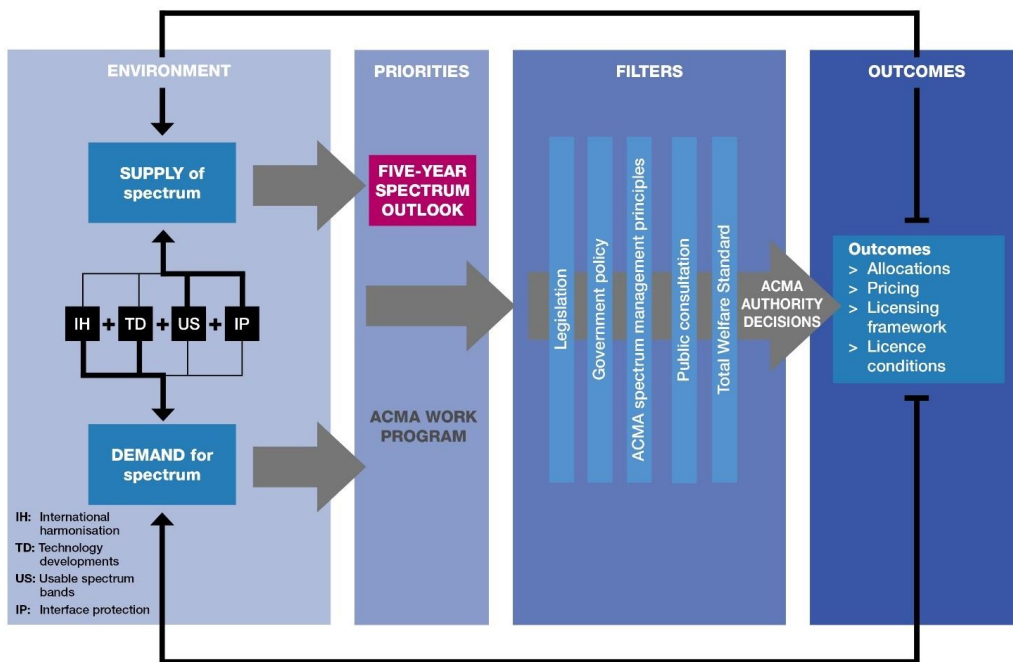 ENVIRONMENT
SUPPLY of
spectrum
IH + TD + US + IP
DEMAND for
spectrum
IH: International
harmonisation
TD: Technology
developments
US: Usable spectrum
bands
IP: Interface protection
PRIORITIES
FIVE-YEAR
SPECTRUM
OUTLOOK
ACMA WORK
PROGRAM
FILTERS
Legislation
Government policy
ACMA spectrum management principles
Public consultation
Total Welfare Standard
ACMA
AUTHORITY
DECISIONS
OUTCOMES
Outcomes
> Allocations
> Pricing
> Licensing
framework
> Licence
conditions